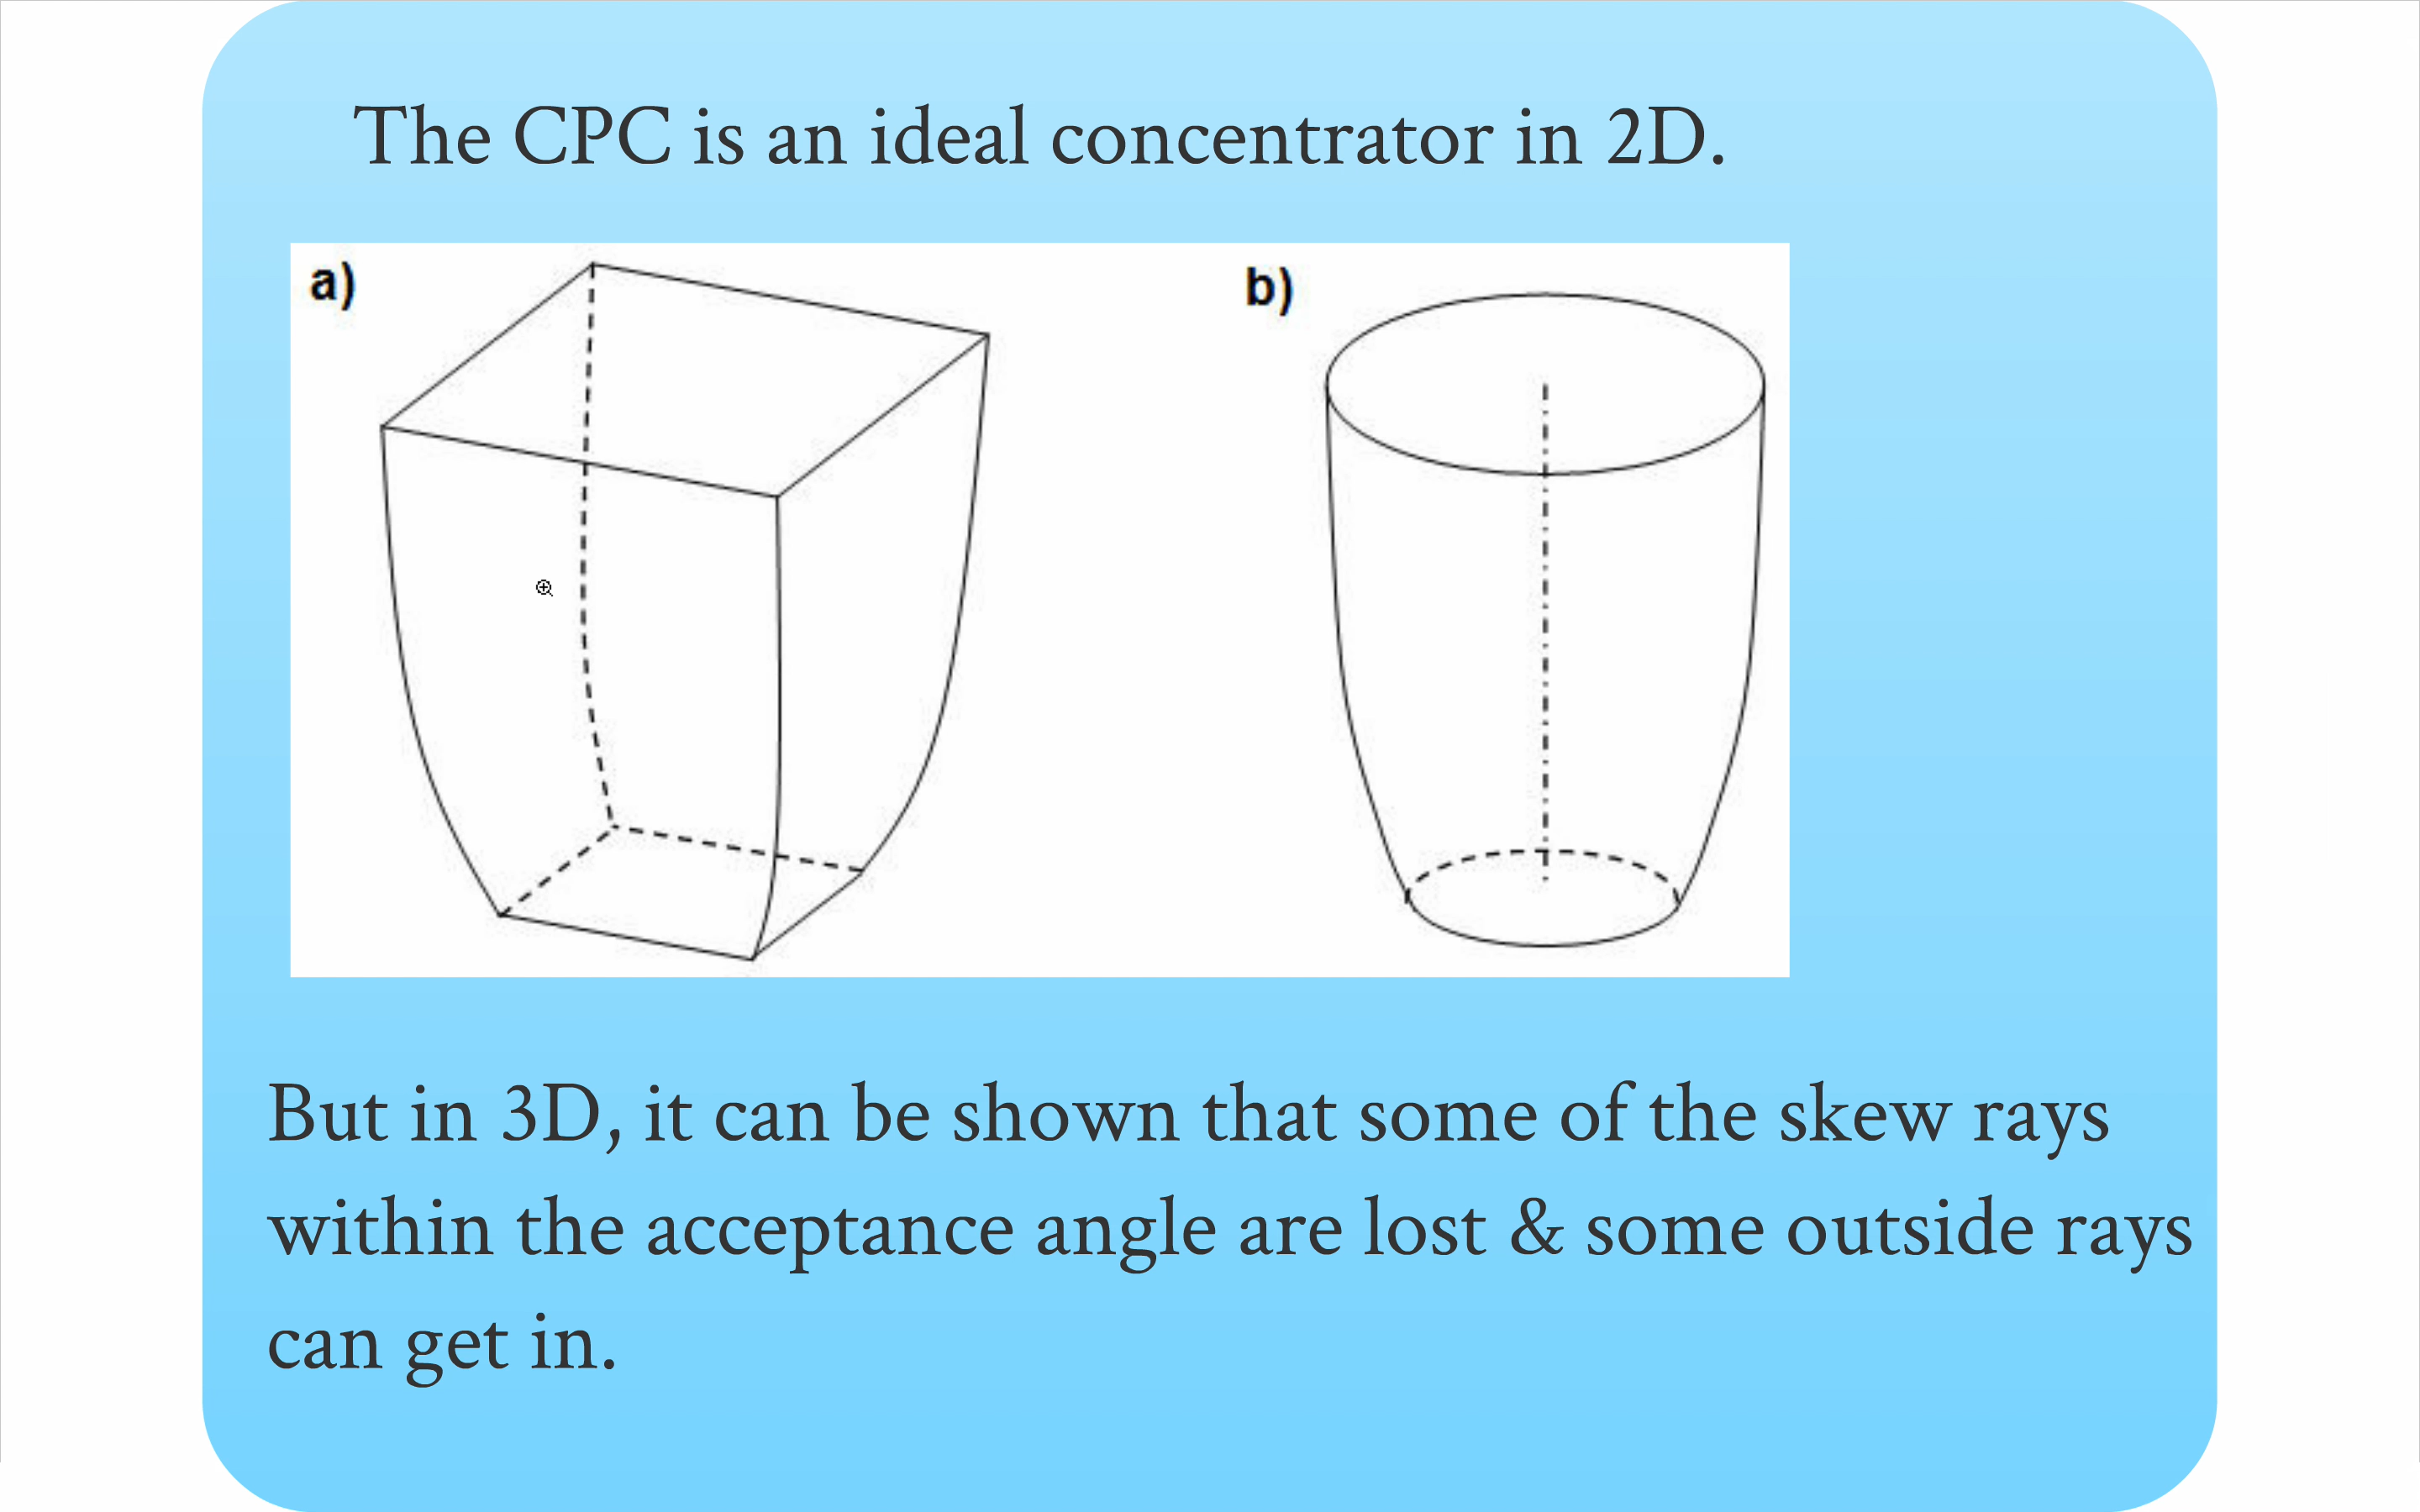 The CPC is an ideal concentrator in 2D.
a)
b)
But in 3D, it can be shown that some of the skew rays
within the acceptance angle are lost & some outside rays
can get in.